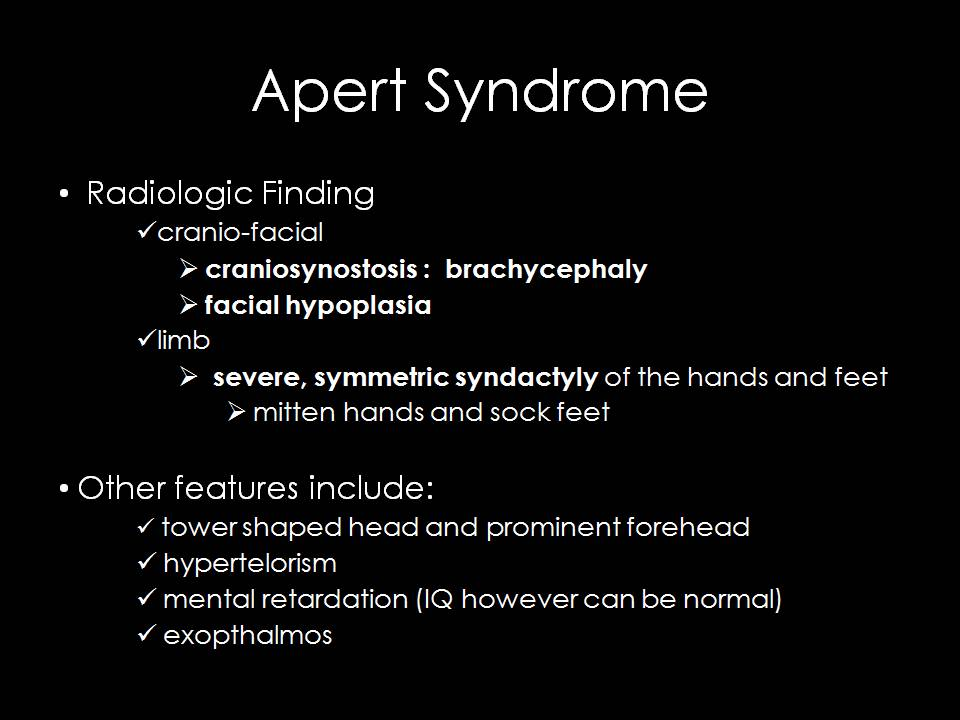 Apert Syndrome
• Radiologic Finding
✓cranio-facial
➢ craniosynostosis : brachycephaly
➢ facial hypoplasia
✓limb
➢ severe, symmetric syndactyly of the hands and feet
➢ mitten hands and sock feet
• Other features include:
✓ tower shaped head and prominent forehead
✓ hypertelorism
✓ mental retardation (IQ however can be normal)
✓ exopthalmos